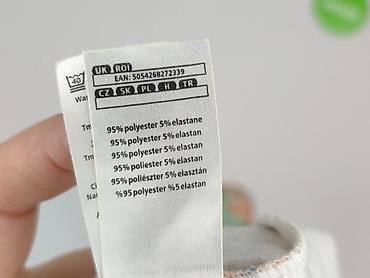 UK ROI
EAN: 5054268272339
CZ SK PL H TR
95% polyester 5% elastane
95% polyester 5% elastan
95% polyester 5% elastan
95% poliester 5% elastan
95% poliészter 5% elasztán
%95 polyester %5 elastan
40